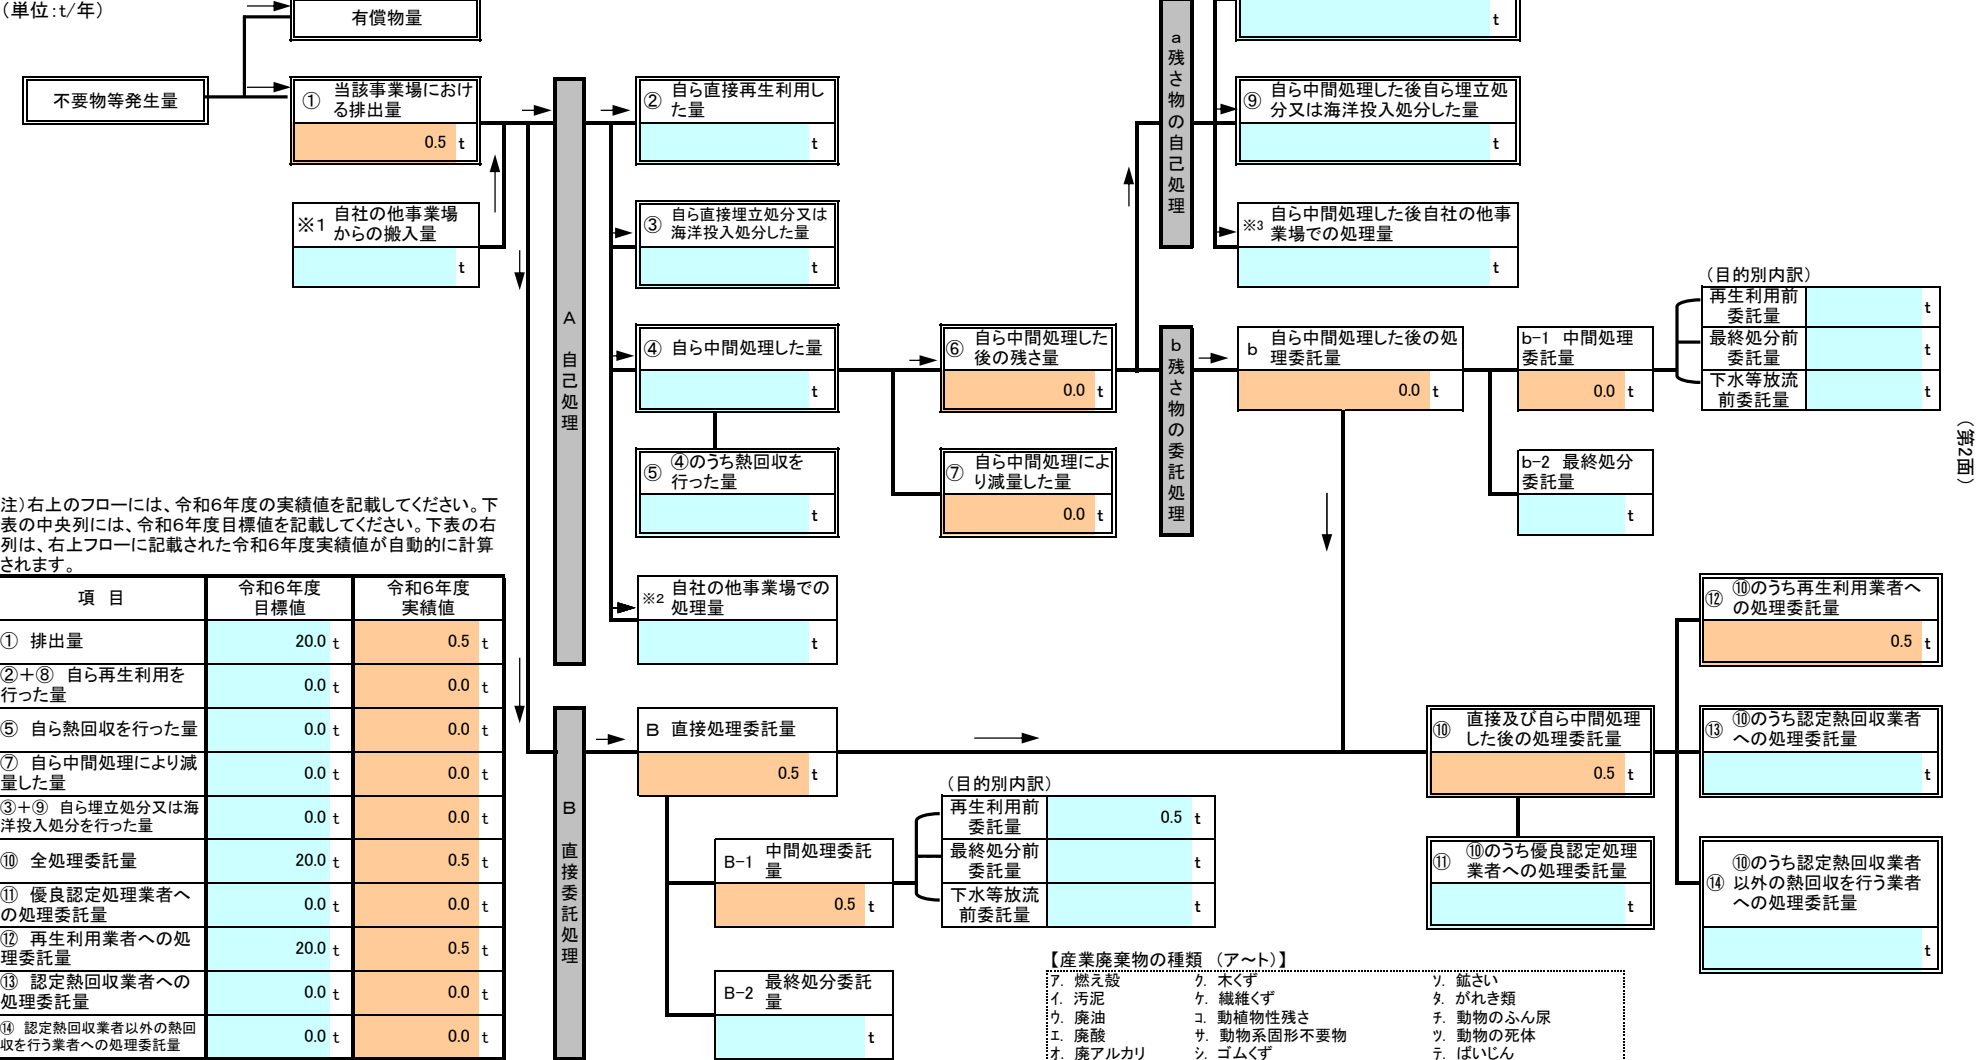 （単位：t/年）
有償物量
不要物等発生量
① 当該事業場におけ
る排出量
0.5 t
※1 自社の他事業場
からの搬入量
t
A 自己処理
② 自ら直接再生利用し
た量
t
③ 自ら直接埋立処分又は
海洋投入処分した量
t
④ 自ら中間処理した量
t
⑤ ④のうち熱回収を
行った量
t
※2 自社の他事業場での
処理量
t
⑥ 自ら中間処理した
後の残さ量
0.0 t
⑦ 自ら中間処理によ
り減量した量
0.0 t
a 残さ物の自己処理
t
⑨ 自ら中間処理した後自ら埋立処
分又は海洋投入処分した量
t
※3 自ら中間処理した後自社の他事
業場での処理量
t
b 残さ物の委託処理
b 自ら中間処理した後の処
理委託量
0.0 t
b-1 中間処理
委託量
0.0 t
b-2 最終処分
委託量
t
（目的別内訳）
再生利用前
委託量
t
最終処分前
委託量
t
下水等放流
前委託量
t
（第2面）
注）右上のフローには、令和６年度の実績値を記載してください。下
表の中央列には、令和６年度目標値を記載してください。下表の右
列は、右上フローに記載された令和６年度実績値が自動的に計算
されます。
項 目 令和６年度 令和６年度
目標値 実績値
① 排出量 20.0 t 0.5 t
②＋⑧ 自ら再生利用を
行った量 0.0 t 0.0 t
⑤ 自ら熱回収を行った量 0.0 t 0.0 t
⑦ 自ら中間処理により減
量した量 0.0 t 0.0 t
③＋⑨ 自ら埋立処分又は海
洋投入処分を行った量 0.0 t 0.0 t
⑩ 全処理委託量 20.0 t 0.5 t
⑪ 優良認定処理業者へ
の処理委託量 0.0 t 0.0 t
⑫ 再生利用業者への処
理委託量 20.0 t 0.5 t
⑬ 認定熱回収業者への
処理委託量 0.0 t 0.0 t
⑭ 認定熱回収業者以外の熱回
収を行う業者への処理委託量 0.0 t 0.0 t
B 直接委託処理
B 直接処理委託量
0.5 t
B-1 中間処理委託
量
0.5 t
B-2 最終処分委託
量
t
（目的別内訳）
再生利用前
委託量
0.5 t
最終処分前
委託量
t
下水等放流
前委託量
t
⑩ 直接及び自ら中間処理
した後の処理委託量
0.5 t
⑪ ⑩のうち優良認定処理
業者への処理委託量
t
⑫ ⑩のうち再生利用業者へ
の処理委託量
0.5 t
⑬ ⑩のうち認定熱回収業者
への処理委託量
t
⑭ ⑩のうち認定熱回収業者
以外の熱回収を行う業者
への処理委託量
t
【産業廃棄物の種類 （ア～ト）】
ア. 燃え殻 ク. 木くず ソ. 鉱さい
イ. 汚泥 ケ. 繊維くず タ. がれき類
ウ. 廃油 コ. 動植物性残さ チ. 動物のふん尿
エ. 廃酸 サ. 動物系固形不要物 ツ. 動物の死体
オ. 廃アルカリ シ. ゴムくず テ. ばいじん